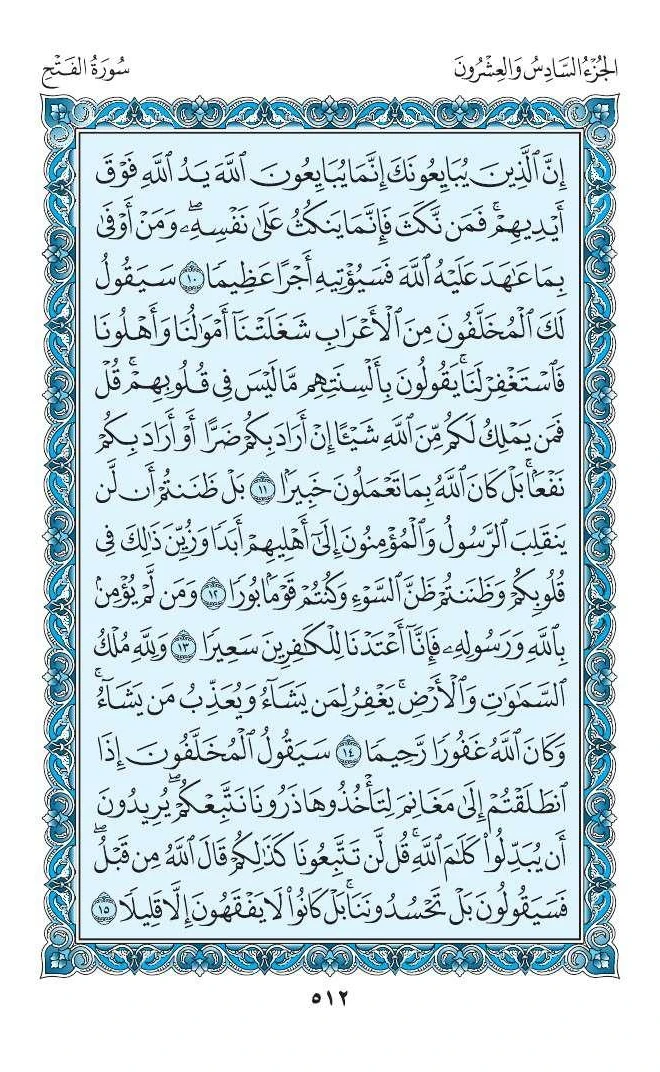 الجُزْءُ السَّادِسُ وَالعِشْرُونَ
سُورَةُ الفَتْحِ
إِنَّ ٱلَّذِينَ يُبَايِعُونَكَ إِنَّمَا يُبَايِعُونَ ٱللَّهَ يَدُ ٱللَّهِ فَوْقَ
أَيْدِيهِمْۚ فَمَن نَّكَثَ فَإِنَّمَا يَنكُثُ عَلَىٰ نَفْسِهِۦۖ وَمَنْ أَوْفَىٰ
بِمَا عَٰهَدَ عَلَيْهُ ٱللَّهَ فَسَيُؤْتِيهِ أَجْرًا عَظِيمًا ١٠ سَيَقُولُ
لَكَ ٱلْمُخَلَّفُونَ مِنَ ٱلْأَعْرَابِ شَغَلَتْنَآ أَمْوَٰلُنَا وَأَهْلُونَا
فَٱسْتَغْفِرْ لَنَاۚ يَقُولُونَ بِأَلْسِنَتِهِم مَّا لَيْسَ فِى قُلُوبِهِمْۚ قُلْ
فَمَن يَمْلِكُ لَكُم مِّنَ ٱللَّهِ شَيْـًٔا إِنْ أَرَادَ بِكُمْ ضَرًّا أَوْ أَرَادَ بِكُمْ
نَفْعًۢاۚ بَلْ كَانَ ٱللَّهُ بِمَا تَعْمَلُونَ خَبِيرًۢا ١١ بَلْ ظَنَنتُمْ أَن لَّن
يَنقَلِبَ ٱلرَّسُولُ وَٱلْمُؤْمِنُونَ إِلَىٰٓ أَهْلِيهِمْ أَبَدًا وَزُيِّنَ ذَٰلِكَ فِى
قُلُوبِكُمْ وَظَنَنتُمْ ظَنَّ ٱلسَّوْءِ وَكُنتُمْ قَوْمًۢا بُورًا ١٢ وَمَن لَّمْ يُؤْمِنۢ
بِٱللَّهِ وَرَسُولِهِۦ فَإِنَّآ أَعْتَدْنَا لِلْكَٰفِرِينَ سَعِيرًا ١٣ وَلِلَّهِ مُلْكُ
ٱلسَّمَٰوَٰتِ وَٱلْأَرْضِۚ يَغْفِرُ لِمَن يَشَآءُ وَيُعَذِّبُ مَن يَشَآءُۚ
وَكَانَ ٱللَّهُ غَفُورًا رَّحِيمًا ١٤ سَيَقُولُ ٱلْمُخَلَّفُونَ إِذَا
ٱنطَلَقْتُمْ إِلَىٰ مَغَانِمَ لِتَأْخُذُوهَا ذَرُونَا نَتَّبِعْكُمْۖ يُرِيدُونَ
أَن يُبَدِّلُوا۟ كَلَٰمَ ٱللَّهِۚ قُل لَّن تَتَّبِعُونَا كَذَٰلِكُمْ قَالَ ٱللَّهُ مِن قَبْلُۖ
فَسَيَقُولُونَ بَلْ تَحْسُدُونَنَاۚ بَلْ كَانُوا۟ لَا يَفْقَهُونَ إِلَّا قَلِيلًا ١٥
٥١٢